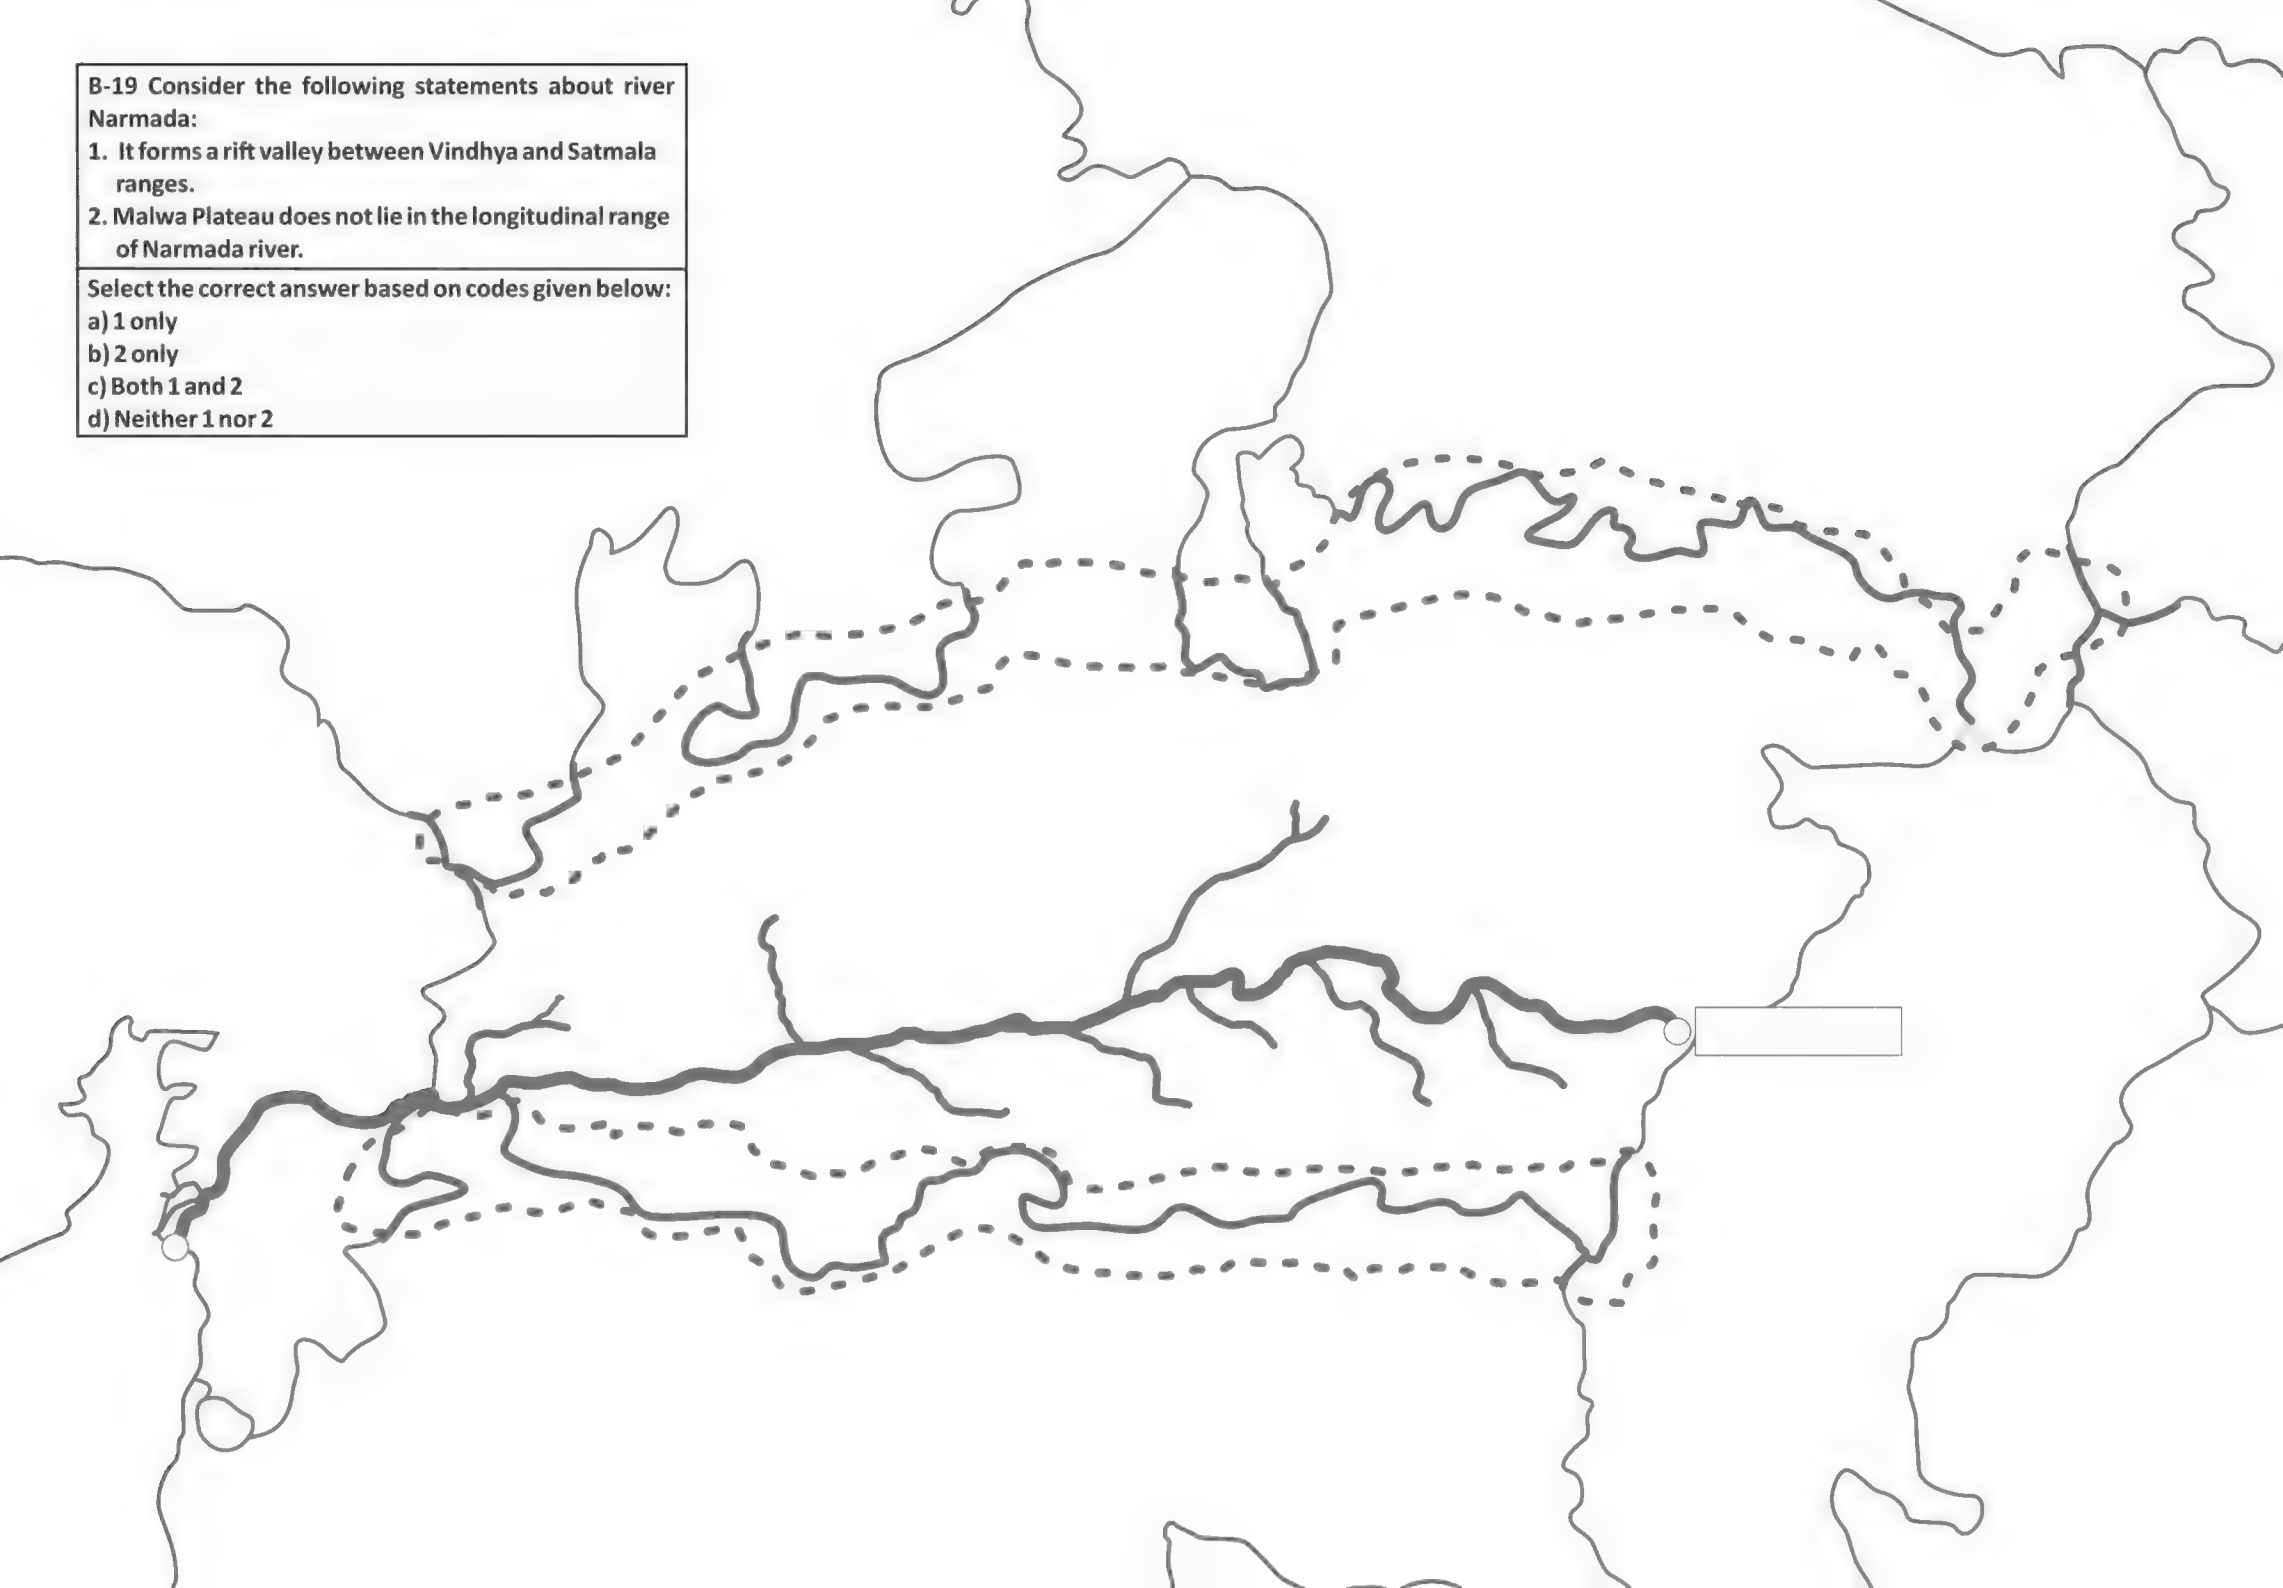 B-19 Consider the following statements about river
Narmada:
1. It forms a rift valley between Vindhya and Satmala
ranges.
2. Malwa Plateau does not lie in the longitudinal range
of Narmada river.
Select the correct answer based on codes given below:
a) 1 only
b) 2 only
c) Both 1 and 2
d) Neither 1 nor 2